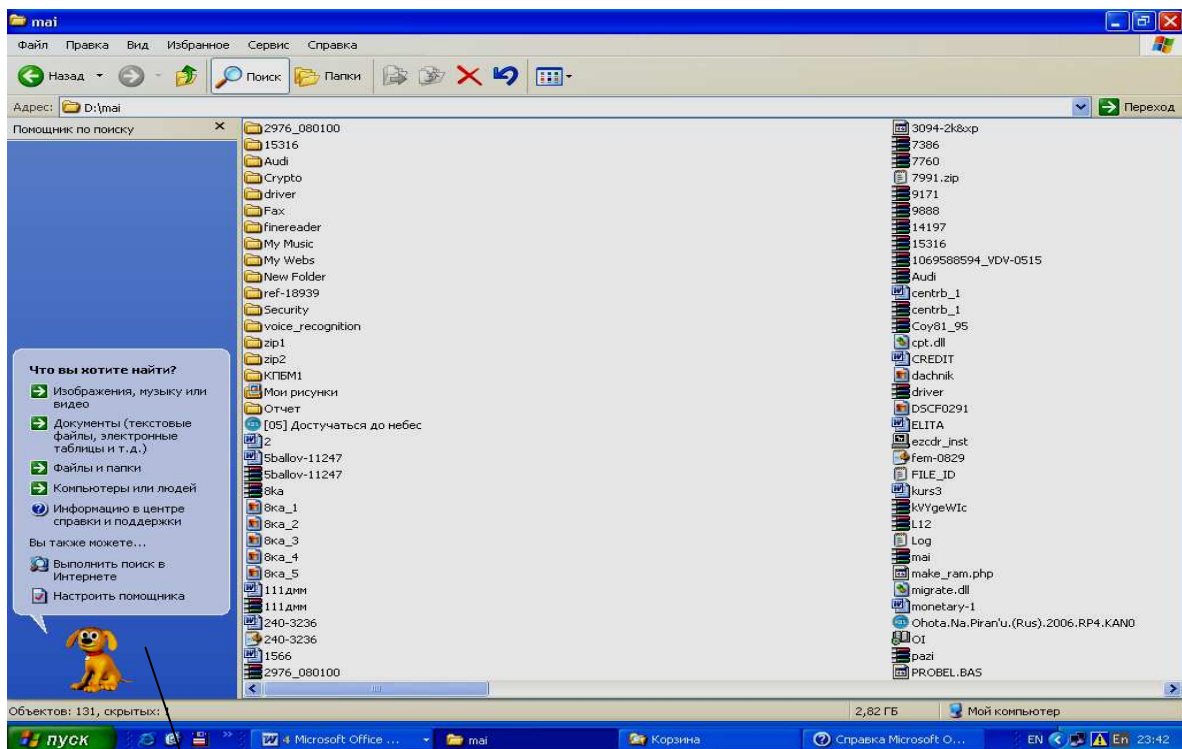 mai
Файл Правка Вид Избранное Сервис Справка
Назад Поиск Папки
Адрес: D:\mai Переход
Помощник по поиску
Что вы хотите найти?
Изображения, музыку или
видео
Документы (текстовые
файлы, электронные
таблицы и т.д.)
Файлы и папки
Компьютеры или людей
Информацию в центре
справки и поддержки
Вы также можете...
Выполнить поиск в
Интернете
Настроить помощника
2976_080100
15316
Audi
Crypto
driver
Fax
finereader
My Music
My Webs
New Folder
ref-18939
Security
voice_recognition
zip1
zip2
КПБМ1
Мои рисунки
Отчет
[05] Достучаться до небес
2
5ballov-11247
5ballov-11247
8ka
8ка_1
8ка_2
8ка_3
8ка_4
8ка_5
111дмм
111дмм
240-3236
240-3236
1566
2976_080100
3094-2k&xp
7386
7760
7991.zip
9171
9888
14197
15316
1069588594_VDV-0515
Audi
centrb_1
centrb_1
Coy81_95
cpt.dll
CREDIT
dachnik
driver
DSCF0291
ELITA
ezcdr_inst
fem-0829
FILE_ID
kurs3
kVYgeWIc
L12
Log
mai
make_ram.php
migrate.dll
monetary-1
Ohota.Na.Piran'u.(Rus).2006.RP4.KANO
OI
pazi
PROBEL.BAS
Объектов: 131, скрытых: 1 2,82 ГБ Мой компьютер
пуск » 4 Microsoft Office ... mai Корзина Справка Microsoft O... EN En 23:42